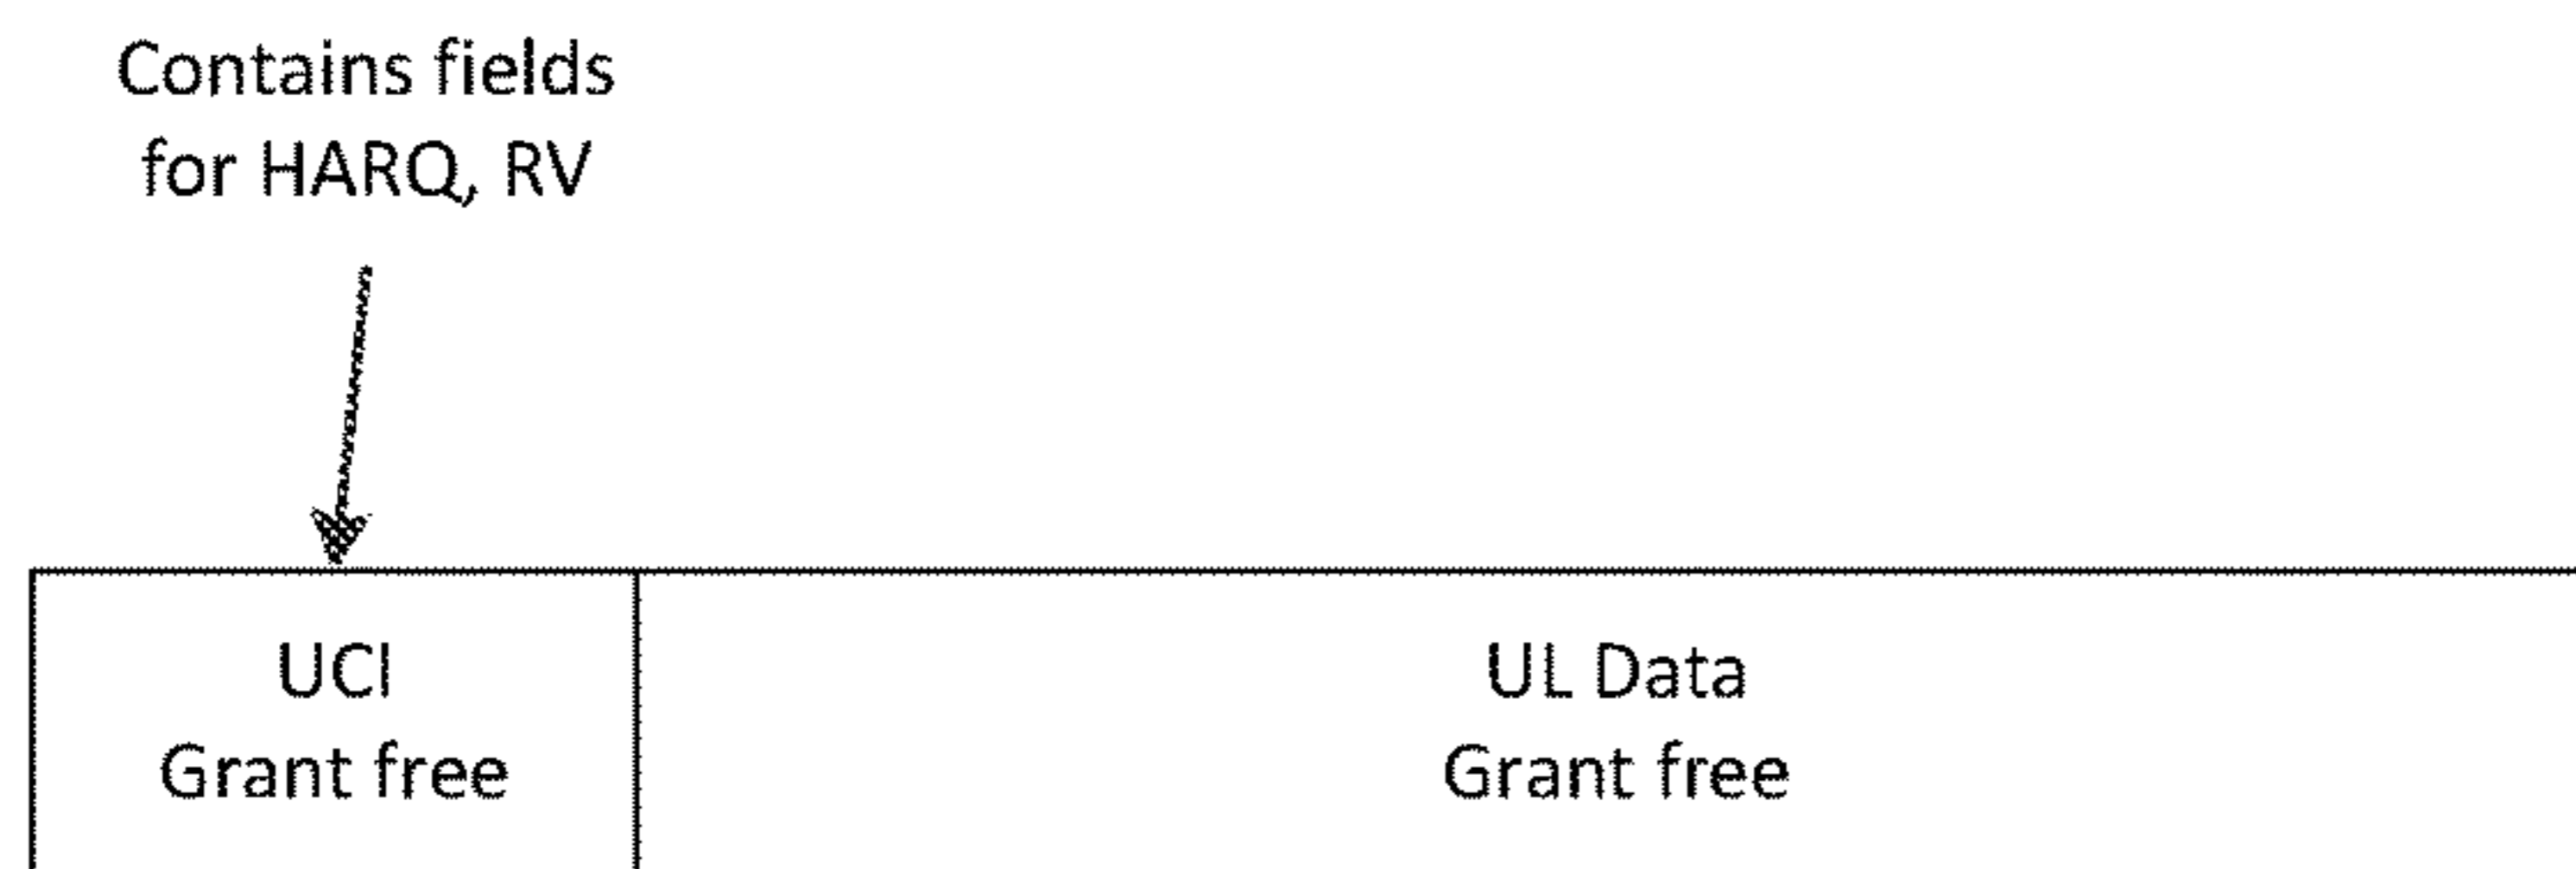 Contains fields
for HARQ, RV
UCI
Grant free
UL Data
Grant free